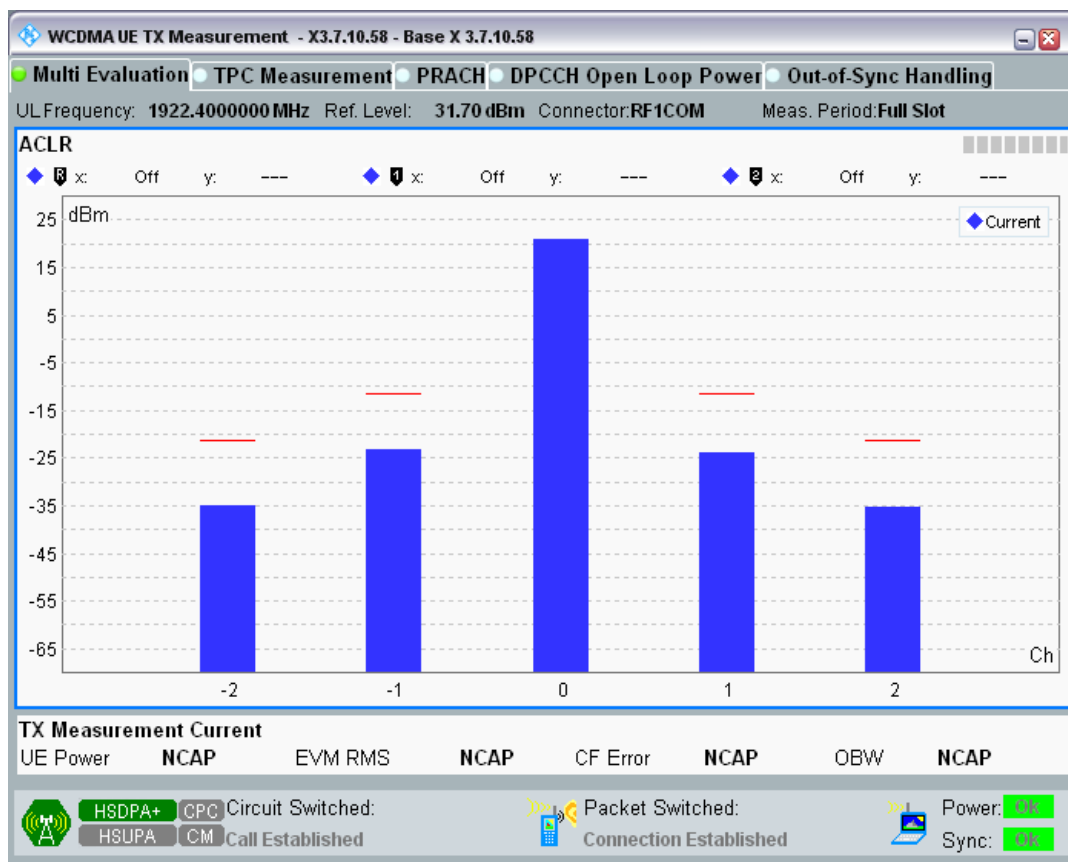 WCDMA UE TX Measurement - X3.7.10.58 - Base X 3.7.10.58
Multi Evaluation TPC Measurement PRACH DPCCH Open Loop Power Out-of-Sync Handling
UL Frequency: 1922.4000000 MHz Ref. Level: 31.70 dBm Connector:RF1COM Meas. Period:Full Slot
ACLR
R x: Off y: --- 1 x: Off y: --- 2 x: Off y: ---
dBm
Current
25
15
5
-5
-15
-25
-35
-45
-55
-65
Ch
-2 -1 0 1 2
TX Measurement Current
UE Power NCAP EVM RMS NCAP CF Error NCAP OBW NCAP
HSDPA+ CPC Circuit Switched: Packet Switched: Power: Ok
HSUPA CM Call Established Connection Established Sync: Ok